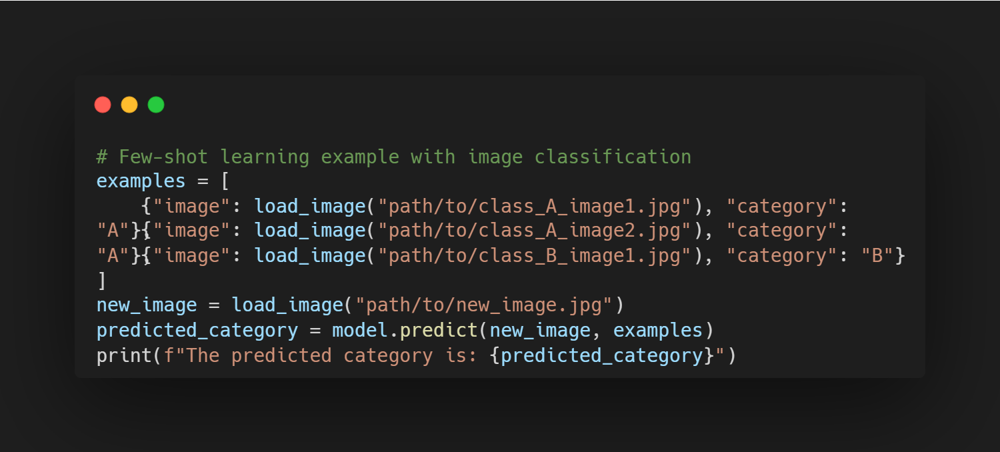 # Few-shot learning example with image classification
examples = [
    {"image": load_image("path/to/class_A_image1.jpg"), "category":
"A"},{"image": load_image("path/to/class_A_image2.jpg"), "category":
"A"},{"image": load_image("path/to/class_B_image1.jpg"), "category": "B"}
]
new_image = load_image("path/to/new_image.jpg")
predicted_category = model.predict(new_image, examples)
print(f"The predicted category is: {predicted_category}")